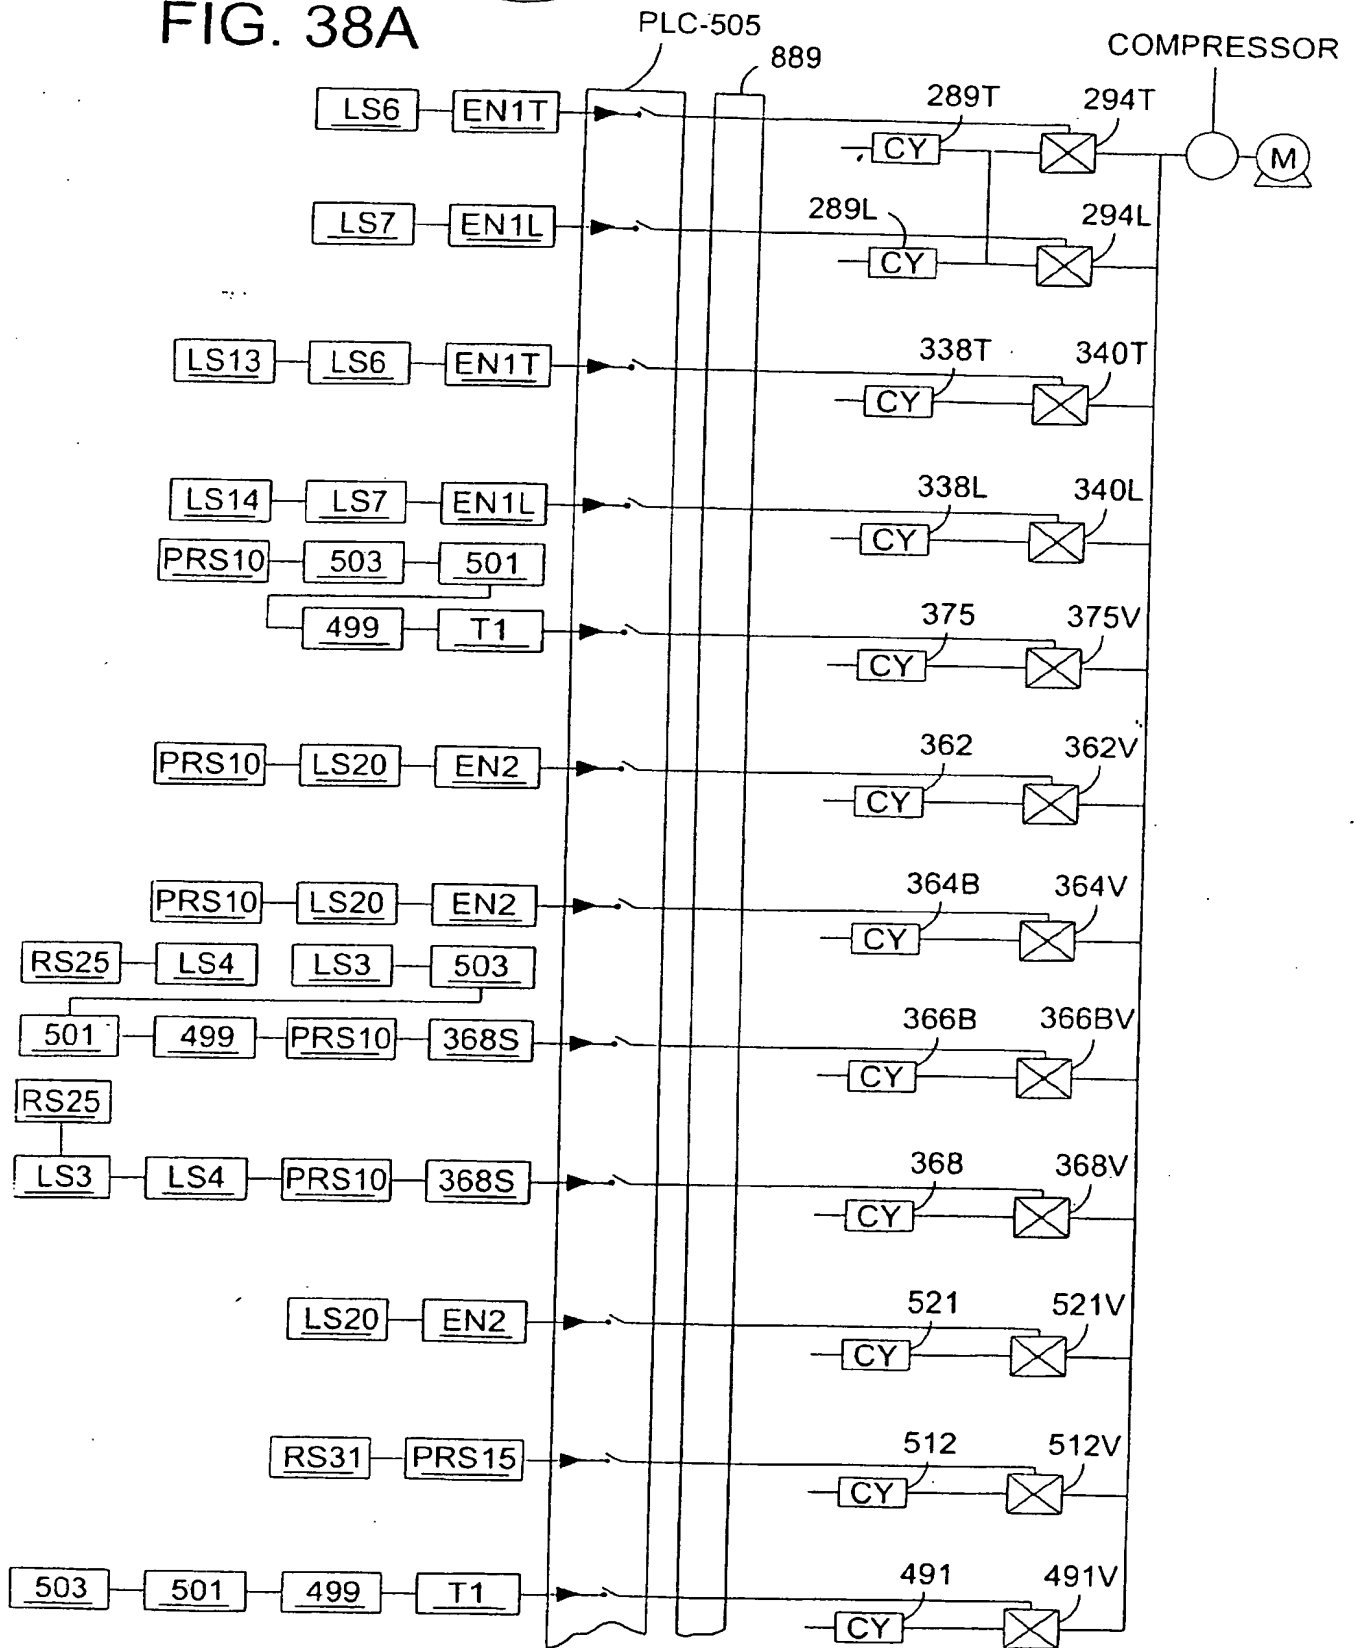 FIG. 38A
PLC-505
889
COMPRESSOR
LS6 EN1T 289T 294T
CY M
LS7 EN1L 289L 294L
CY
LS13 LS6 EN1T 338T 340T
CY
LS14 LS7 EN1L 338L 340L
CY
PRS10 503 501
499 T1 375 375V
CY
PRS10 LS20 EN2 362 362V
CY
PRS10 LS20 EN2 364B 364V
CY
RS25 LS4 LS3 503
501 499 PRS10 368S 366B 366BV
CY
RS25
LS3 LS4 PRS10 368S 368 368V
CY
LS20 EN2 521 521V
CY
RS31 PRS15 512 512V
CY
503 501 499 T1 491 491V
CY